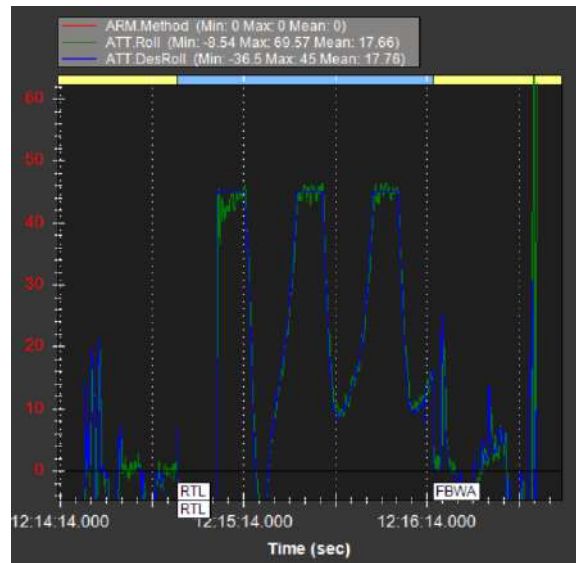 ARM.Method (Min: 0 Max: 0 Mean: 0)
ATT.Roll (Min: -8.54 Max: 69.57 Mean: 17.66)
ATT.DesRoll (Min: -36.5 Max: 45 Mean: 17.76)
60
50
40
30
20
10
0
RTL
RTL
FBWA
12:14:14.000
12:15:14.000
12:16:14.000
Time (sec)